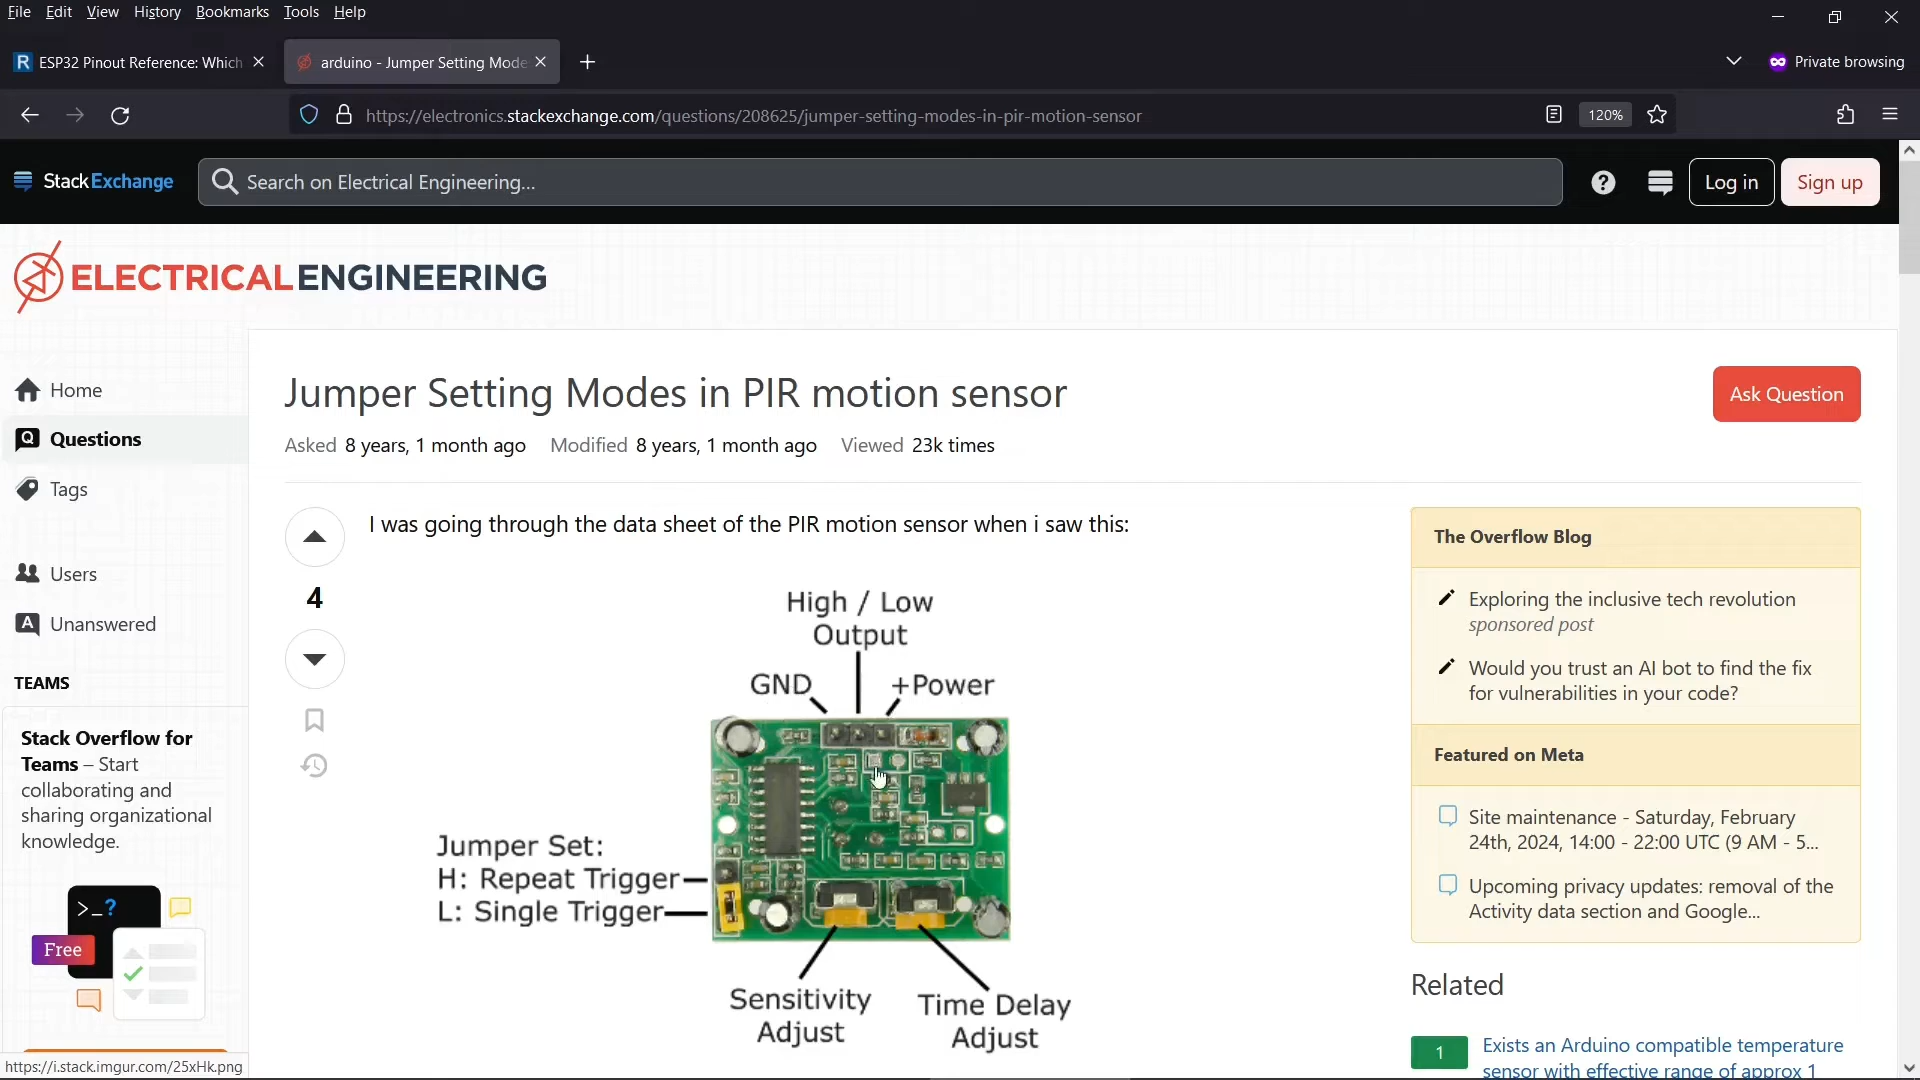 File Edit View History Bookmarks Tools Help
ESP32 Pinout Reference: Which
arduino - Jumper Setting Mode
Private browsing
https://electronics.stackexchange.com/questions/208625/jumper-setting-modes-in-pir-motion-sensor
120%
StackExchange
Search on Electrical Engineering...
Log in
Sign up
ELECTRICAL ENGINEERING
Home
Questions
Tags
Users
Unanswered
TEAMS
Stack Overflow for
Teams – Start
collaborating and
sharing organizational
knowledge.
>_?
Free
https://i.stack.imgur.com/25xHk.png
Jumper Setting Modes in PIR motion sensor
Ask Question
Asked 8 years, 1 month ago Modified 8 years, 1 month ago Viewed 23k times
4
I was going through the data sheet of the PIR motion sensor when i saw this:
High / Low
Output
GND
+Power
Jumper Set:
H: Repeat Trigger
L: Single Trigger
Sensitivity
Adjust
Time Delay
Adjust
The Overflow Blog
Exploring the inclusive tech revolution
sponsored post
Would you trust an AI bot to find the fix
for vulnerabilities in your code?
Featured on Meta
Site maintenance - Saturday, February
24th, 2024, 14:00 - 22:00 UTC (9 AM - 5...
Upcoming privacy updates: removal of the
Activity data section and Google...
Related
1
Exists an Arduino compatible temperature
sensor with effective range of approx 1